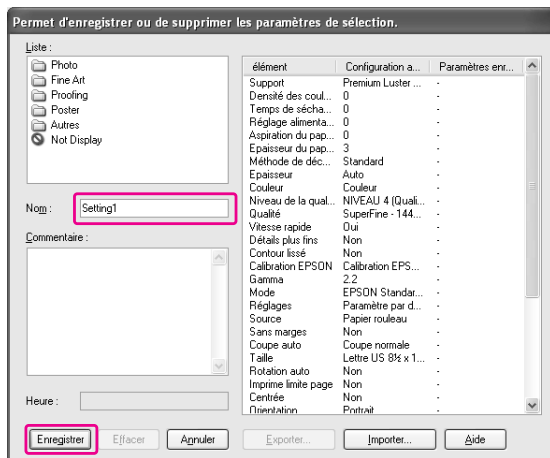 Permet d'enregistrer ou de supprimer les paramètres de sélection.
Liste :
Photo
Fine Art
Proofing
Poster
Autres
Not Display
Nom : Setting1
Commentaire :
Heure :
élément Configuration a... Paramètres enr...
Support Premium Luster ... -
Densité des coul... 0 -
Temps de sécha... 0 -
Réglage alimenta... 0 -
Aspiration du pap... 0 -
Epaisseur du pap... 3 -
Méthode de déc... Standard -
Epaisseur Auto -
Couleur Couleur -
Niveau de la qual... NIVEAU 4 (Quali... -
Qualité SuperFine - 144... -
Vitesse rapide Oui -
Détails plus fins Non -
Contour lissé Non -
Calibration EPSON Calibration EPS... -
Gamma 2.2 -
Mode EPSON Standar... -
Réglages Paramètre par d... -
Source Papier rouleau -
Sans marges Non -
Coupe auto Coupe normale -
Taille Lettre US 8½ x 1... -
Rotation auto Non -
Imprime limite page Non -
Centrée Non -
Orientation Portrait -
Enregistrer Effacer Annuler Exporter... Importer... Aide